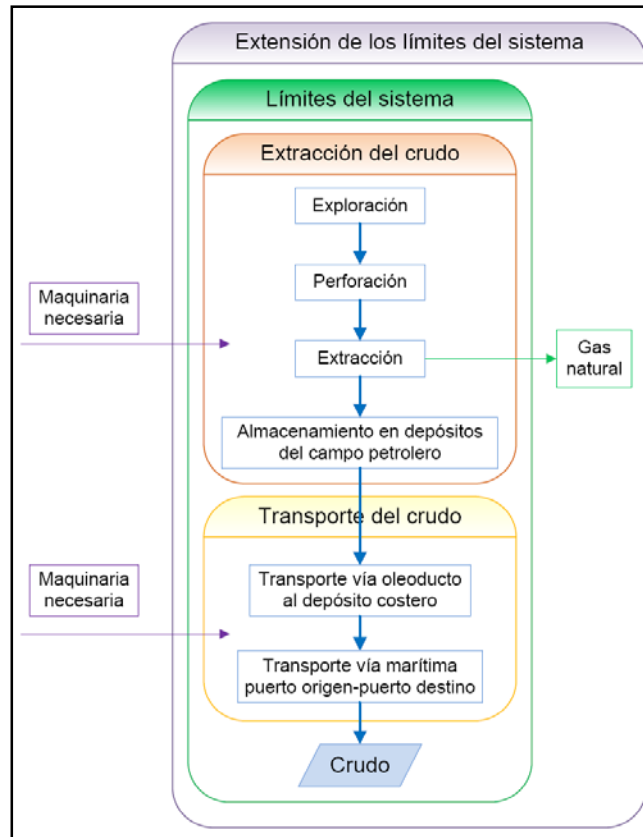 Extensión de los límites del sistema
Límites del sistema
Extracción del crudo
Exploración
Perforación
Maquinaria
necesaria
Extracción
Gas
natural
Almacenamiento en depósitos
del campo petrolero
Transporte del crudo
Maquinaria
necesaria
Transporte vía oleoducto
al depósito costero
Transporte vía marítima
puerto origen-puerto destino
Crudo